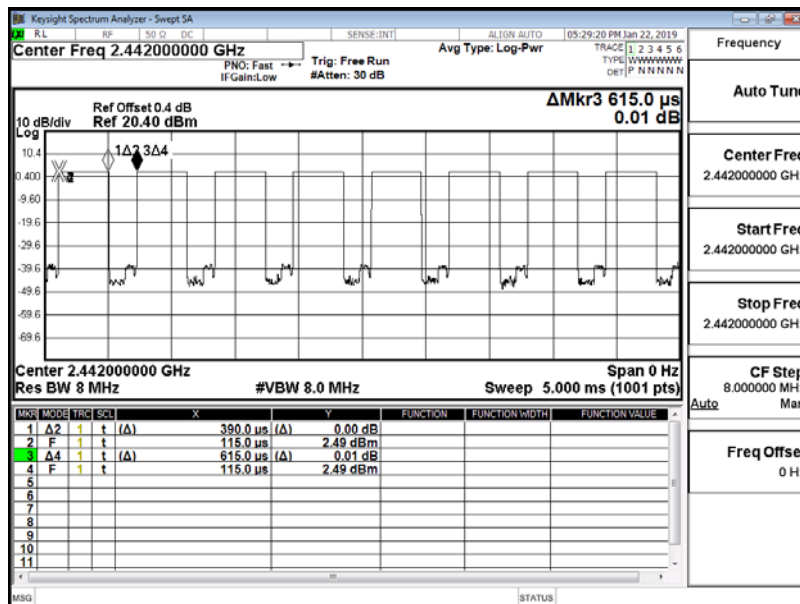 Keysight Spectrum Analyzer - Swept SA
RL RF 50 Ω DC SENSE:INT ALIGN AUTO 05:29:20 PM Jan 22, 2019
Center Freq 2.442000000 GHz
PNO: Fast
IFGain:Low
Trig: Free Run
#Atten: 30 dB
Avg Type: Log-Pwr
TRACE 1 2 3 4 5 6
TYPE WWWWWW
DET P N N N N N
ΔMkr3 615.0 µs
0.01 dB
Ref Offset 0.4 dB
10 dB/div Ref 20.40 dBm
Log
10.4
0.400
-9.60
-19.6
-29.6
-39.6
-49.6
-59.6
-69.6
3Δ4
Center 2.442000000 GHz Span 0 Hz
Res BW 8 MHz #VBW 8.0 MHz Sweep 5.000 ms (1001 pts)
MKR MODE TRC SCL X Y FUNCTION FUNCTION WIDTH FUNCTION VALUE
1 Δ2 1 t (Δ) 390.0 µs (Δ) 0.00 dB
2 F 1 t 115.0 µs 2.49 dBm
3 Δ4 1 t (Δ) 615.0 µs (Δ) 0.01 dB
4 F 1 t 115.0 µs 2.49 dBm
5
6
7
8
9
10
11
MSG STATUS
Frequency
Auto Tune
Center Freq
2.442000000 GHz
Start Freq
2.442000000 GHz
Stop Freq
2.442000000 GHz
CF Step
8.000000 MHz
Auto Man
Freq Offset
0 Hz